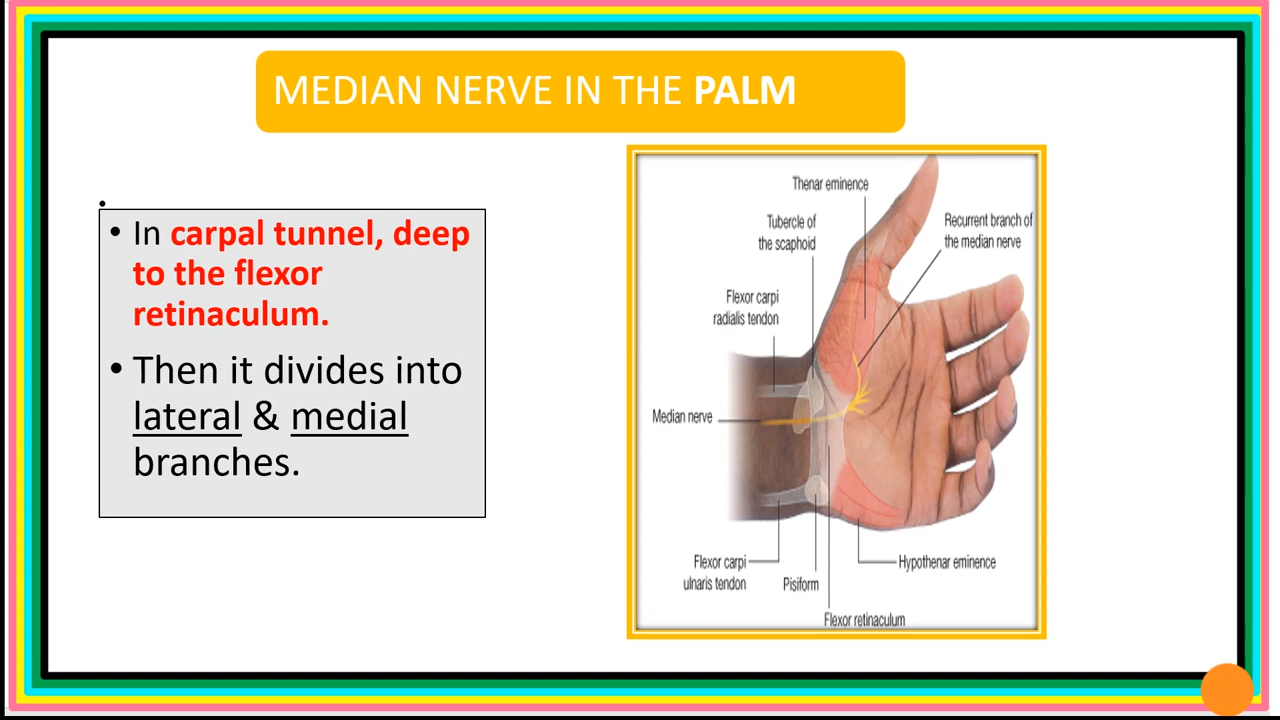 MEDIAN NERVE IN THE PALM
•
• In carpal tunnel, deep
to the flexor
retinaculum.
• Then it divides into
lateral & medial
branches.
Thenar eminence
Tubercle of
the scaphoid
Recurrent branch of
the median nerve
Flexor carpi
radialis tendon
Median nerve
Flexor carpi
ulnaris tendon
Pisiform
Hypothenar eminence
Flexor retinaculum